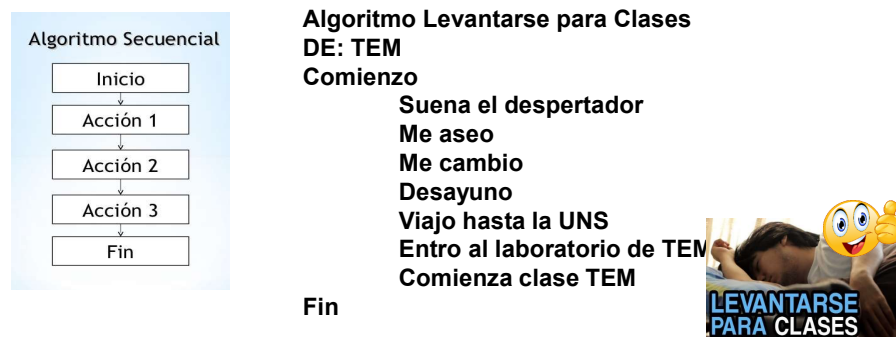 Algoritmo Secuencial
Inicio
Acción 1
Acción 2
Acción 3
Fin
Algoritmo Levantarse para Clases
DE: TEM
Comienzo
Suena el despertador
Me aseo
Me cambio
Desayuno
Viajo hasta la UNS
Entro al laboratorio de TEM
Comienza clase TEM
Fin
LEVANTARSE
PARA CLASES